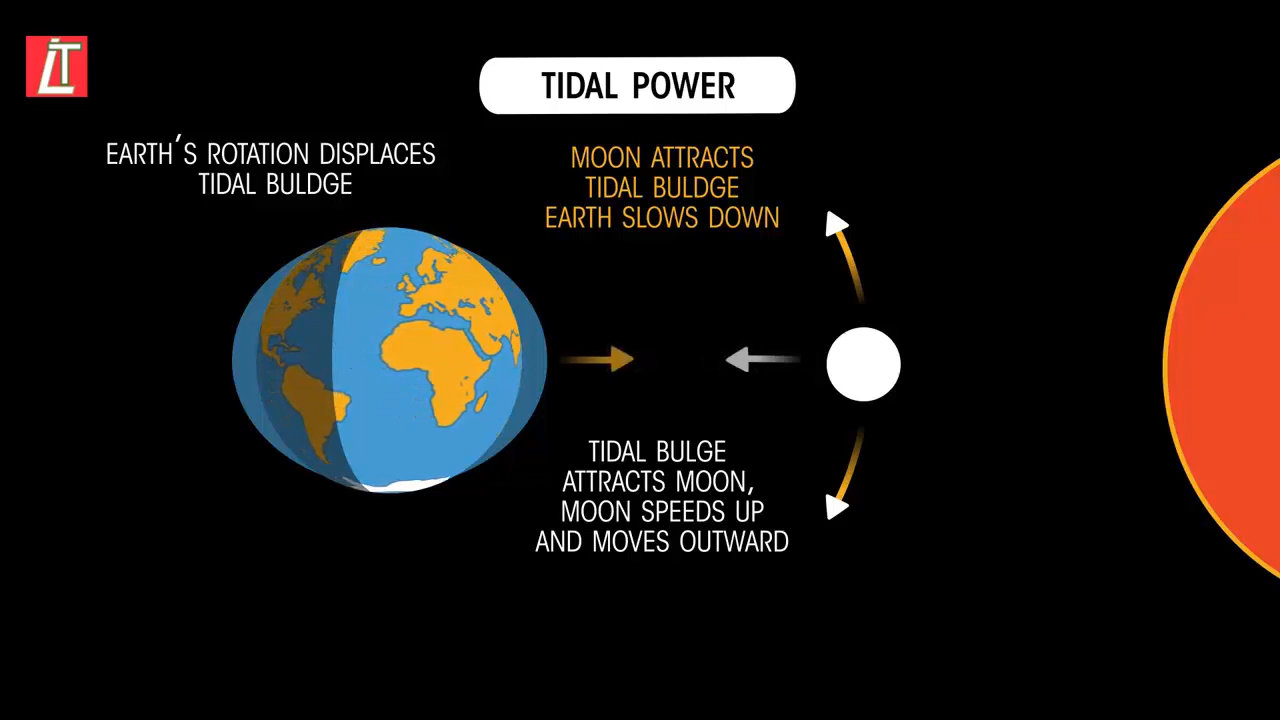 LT
TIDAL POWER
EARTH'S ROTATION DISPLACES
TIDAL BULDGE
MOON ATTRACTS
TIDAL BULDGE
EARTH SLOWS DOWN
TIDAL BULGE
ATTRACTS MOON,
MOON SPEEDS UP
AND MOVES OUTWARD